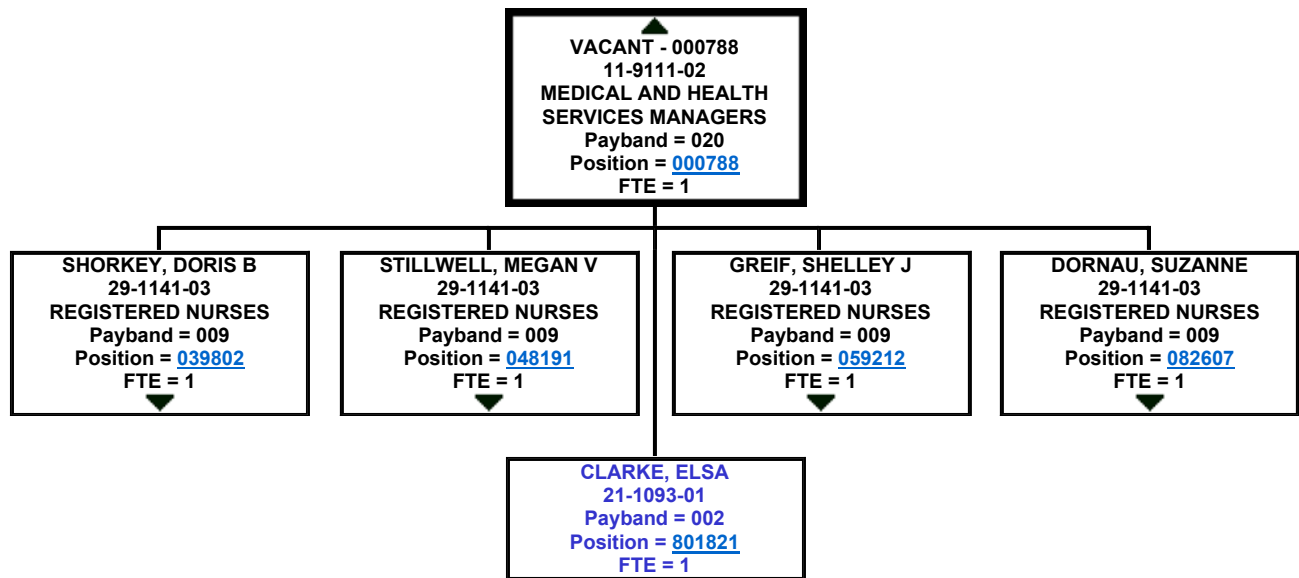 VACANT - 000788
11-9111-02
MEDICAL AND HEALTH
SERVICES MANAGERS
Payband = 020
Position = 000788
FTE = 1
SHORKEY, DORIS B
29-1141-03
REGISTERED NURSES
Payband = 009
Position = 039802
FTE = 1
STILLWELL, MEGAN V
29-1141-03
REGISTERED NURSES
Payband = 009
Position = 048191
FTE = 1
GREIF, SHELLEY J
29-1141-03
REGISTERED NURSES
Payband = 009
Position = 059212
FTE = 1
DORNAU, SUZANNE
29-1141-03
REGISTERED NURSES
Payband = 009
Position = 082607
FTE = 1
CLARKE, ELSA
21-1093-01
Payband = 002
Position = 801821
FTE = 1